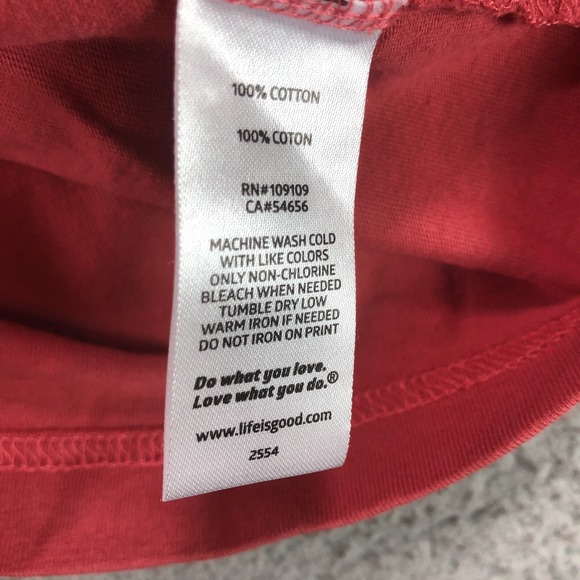 100% COTTON
100% COTON
RN#109109
CA#54656
MACHINE WASH COLD
WITH LIKE COLORS
ONLY NON-CHLORINE
BLEACH WHEN NEEDED
TUMBLE DRY LOW
WARM IRON IF NEEDED
DO NOT IRON ON PRINT
Do what you love.
Love what you do.®
www.lifeisgood.com
2554